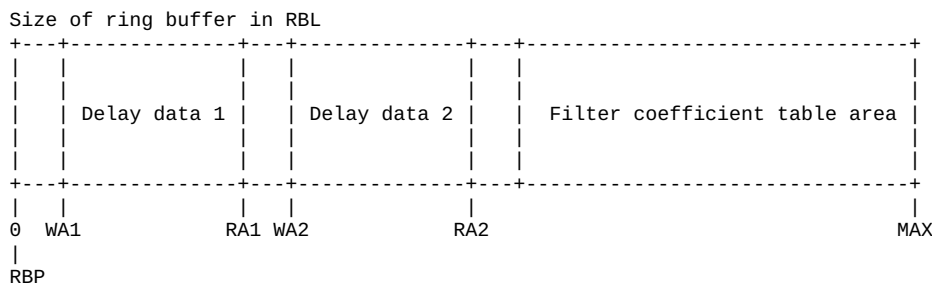 Size of ring buffer in RBL
Delay data 1 Delay data 2 Filter coefficient table area
0 WA1 RA1 WA2 RA2 MAX
RBP